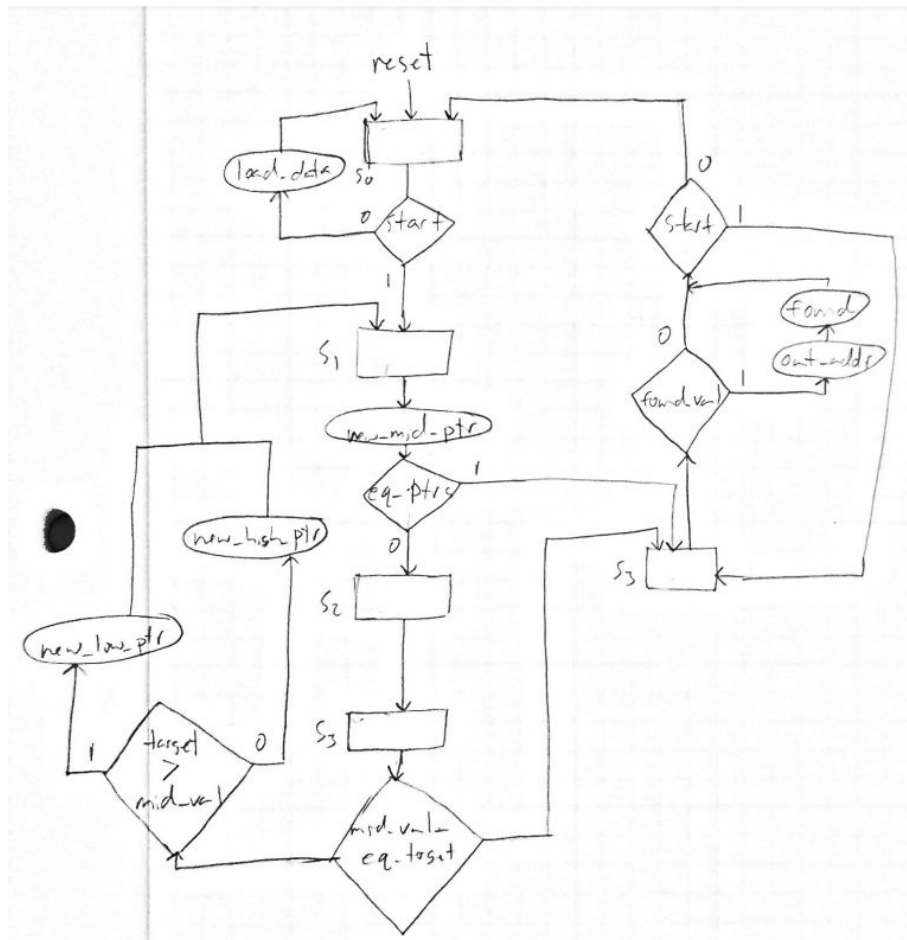 reset
load_data
S0
0
start
1
0
start
1
found
0
out_addr
found_val
1
S1
new_mid_ptr
1
eq_ptrs
0
new_high_ptr
S3
S2
new_low_ptr
S3
target
0
1
>
mid_val
mid_val_
eq_target